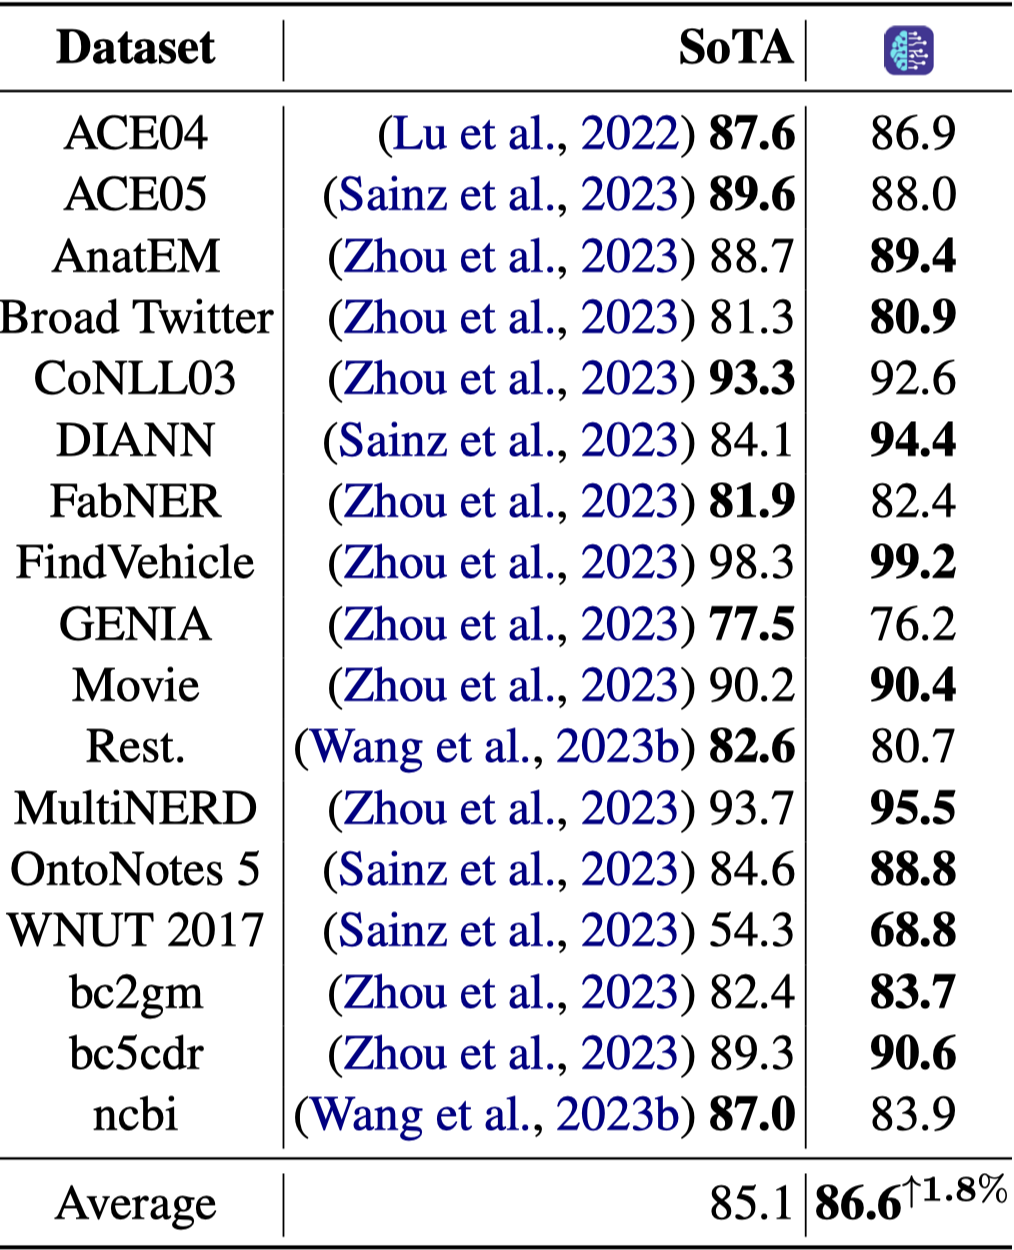 Dataset SoTA
ACE04 (Lu et al., 2022) 87.6 86.9
ACE05 (Sainz et al., 2023) 89.6 88.0
AnatEM (Zhou et al., 2023) 88.7 89.4
Broad Twitter (Zhou et al., 2023) 81.3 80.9
CoNLL03 (Zhou et al., 2023) 93.3 92.6
DIANN (Sainz et al., 2023) 84.1 94.4
FabNER (Zhou et al., 2023) 81.9 82.4
FindVehicle (Zhou et al., 2023) 98.3 99.2
GENIA (Zhou et al., 2023) 77.5 76.2
Movie (Zhou et al., 2023) 90.2 90.4
Rest. (Wang et al., 2023b) 82.6 80.7
MultiNERD (Zhou et al., 2023) 93.7 95.5
OntoNotes 5 (Sainz et al., 2023) 84.6 88.8
WNUT 2017 (Sainz et al., 2023) 54.3 68.8
bc2gm (Zhou et al., 2023) 82.4 83.7
bc5cdr (Zhou et al., 2023) 89.3 90.6
ncbi (Wang et al., 2023b) 87.0 83.9
Average 85.1 86.6↑1.8%